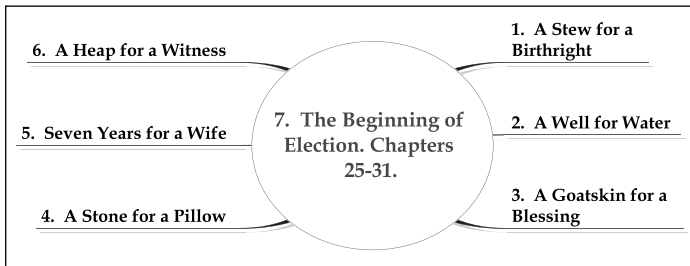 7.  The Beginning of
Election. Chapters
25-31.
1.  A Stew for a
Birthright
2.  A Well for Water
3.  A Goatskin for a
Blessing
4.  A Stone for a Pillow
5.  Seven Years for a Wife
6.  A Heap for a Witness